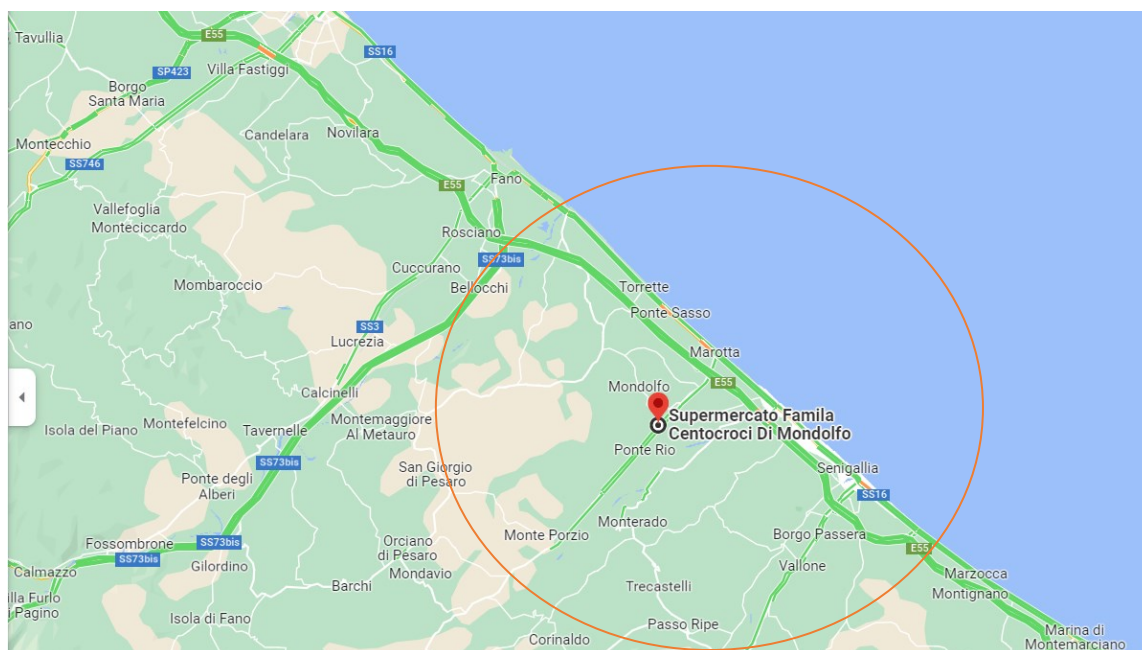 Tavullia
E55
SS16
SP423
Villa Fastiggi
Borgo
Santa Maria
Candelara
Novilara
Montecchio
SS746
E55
Fano
Vallefoglia
Monteciccardo
Rosciano
SS73bis
Cuccurano
Bellocchi
Mombaroccio
Torrette
Ponte Sasso
ano
SS3
Lucrezia
Marotta
Mondolfo
E55
Calcinelli
Supermercato Famila
Centocroci Di Mondolfo
Montefelcino
Montemaggiore
Al Metauro
Isola del Piano
Tavernelle
Ponte Rio
SS73bis
San Giorgio
di Pesaro
Senigallia
Ponte degli
Alberi
SS16
Monterado
Fossombrone
SS73bis
SS73bis
Monte Porzio
Borgo Passera
Orciano
di Pesaro
E55
Gilordino
Calmazzo
Mondavio
Vallone
Marzocca
Barchi
Trecastelli
Montignano
illa Furlo
i Pagino
Isola di Fano
Passo Ripe
Corinaldo
Marina di
Montemarciano